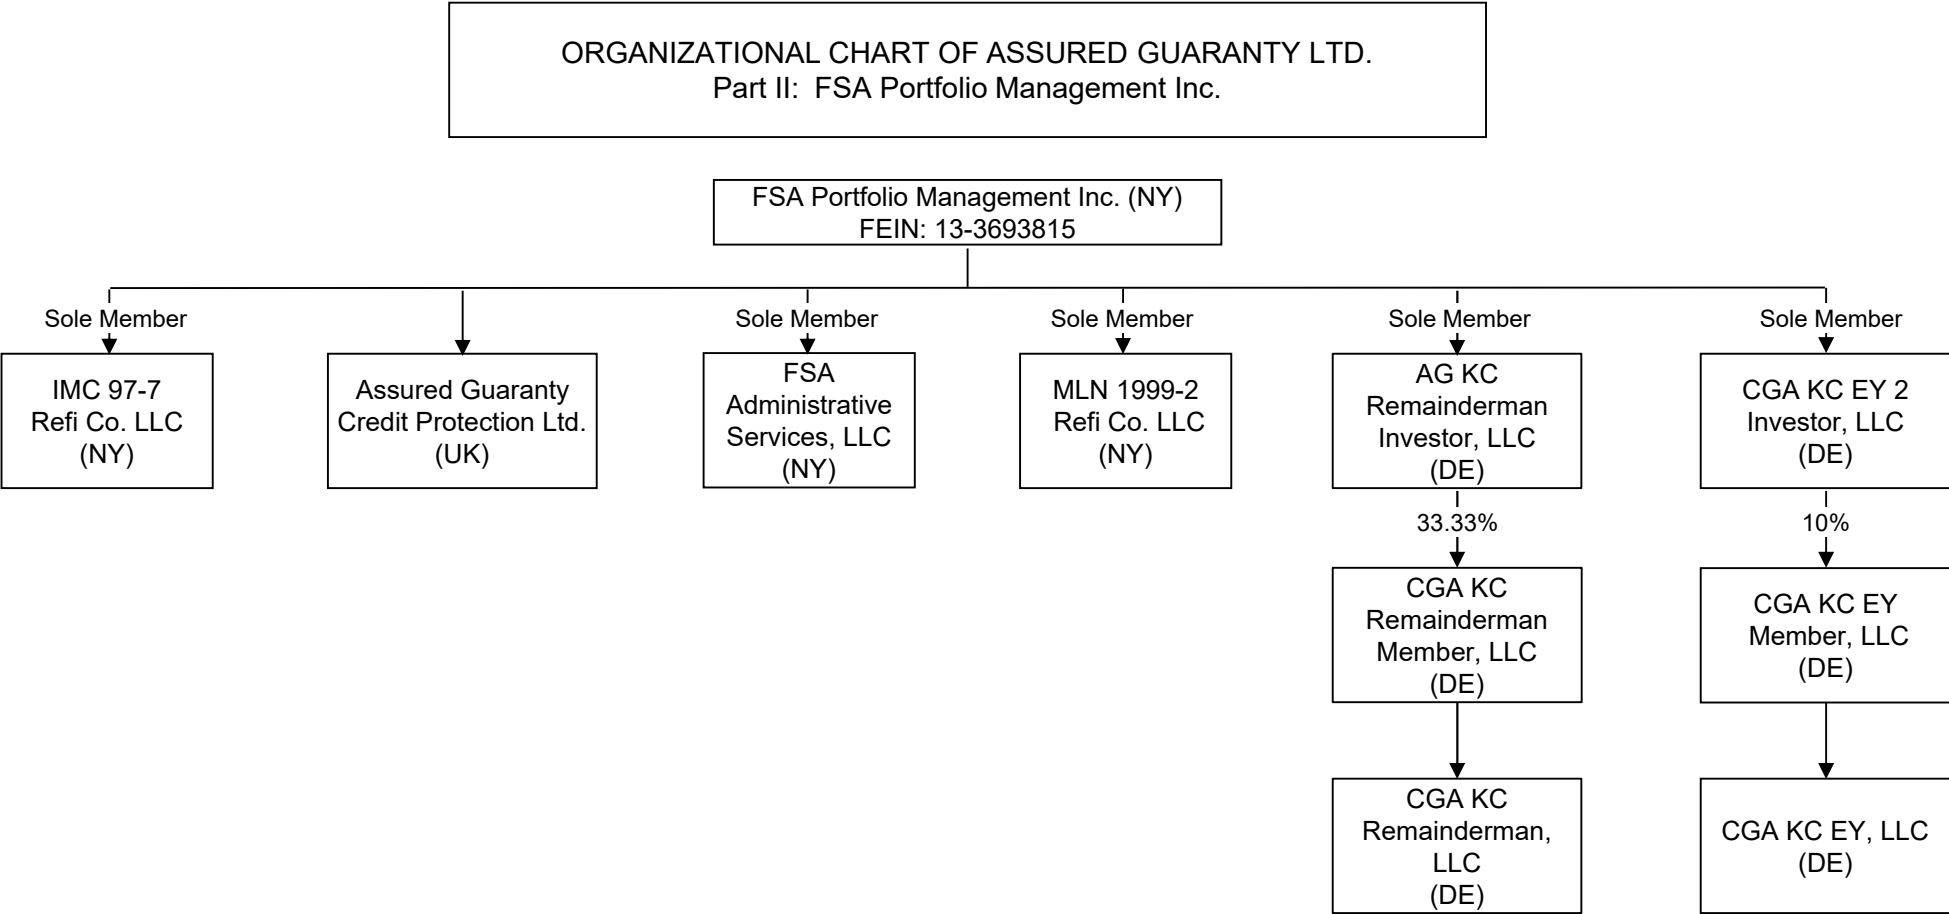 ORGANIZATIONAL CHART OF ASSURED GUARANTY LTD.
Part II:  FSA Portfolio Management Inc.
FSA Portfolio Management Inc. (NY)
FEIN: 13-3693815
Sole Member
Sole Member
Sole Member
Sole Member
Sole Member
IMC 97-7
Refi Co. LLC
(NY)
Assured Guaranty
Credit Protection Ltd.
(UK)
FSA
Administrative
Services, LLC
(NY)
MLN 1999-2
Refi Co. LLC
(NY)
AG KC
Remainderman
Investor, LLC
(DE)
CGA KC EY 2
Investor, LLC
(DE)
33.33%
10%
CGA KC
Remainderman
Member, LLC
(DE)
CGA KC EY
Member, LLC
(DE)
CGA KC
Remainderman,
LLC
(DE)
CGA KC EY, LLC
(DE)